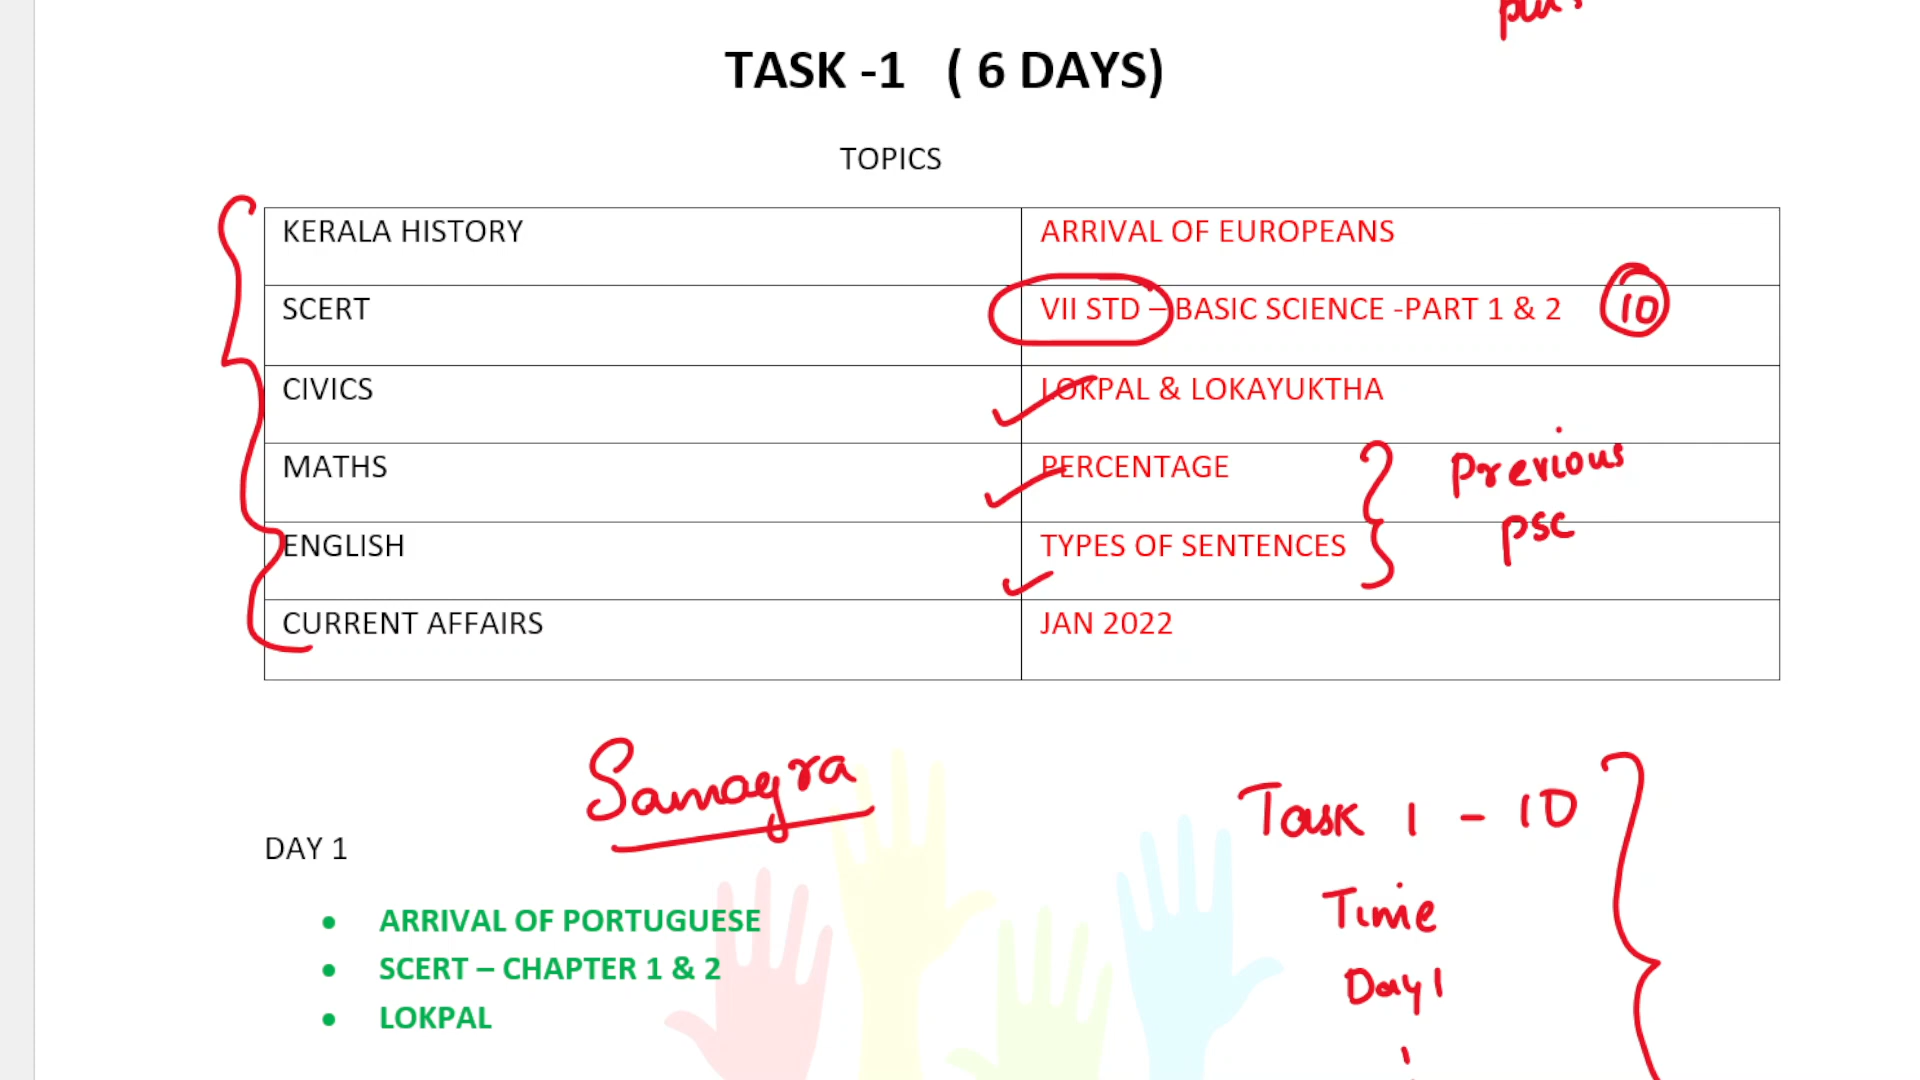 TASK -1 ( 6 DAYS)
TOPICS
KERALA HISTORY ARRIVAL OF EUROPEANS
SCERT VII STD – BASIC SCIENCE -PART 1 & 2 10
CIVICS LOKPAL & LOKAYUKTHA
MATHS PERCENTAGE Previous
ENGLISH TYPES OF SENTENCES PSC
CURRENT AFFAIRS JAN 2022
Samagra
Task 1 - 10
DAY 1
Time
• ARRIVAL OF PORTUGUESE
• SCERT – CHAPTER 1 & 2
Day 1
• LOKPAL